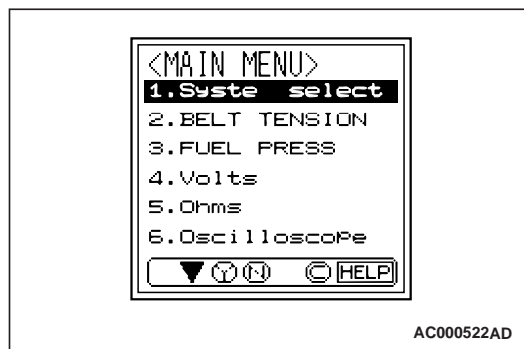 <MAIN MENU>
1.Syste select
2.BELT TENSION
3.FUEL PRESS
4.Volts
5.Ohms
6.Oscilloscope
▼ Y N C HELP
AC000522AD